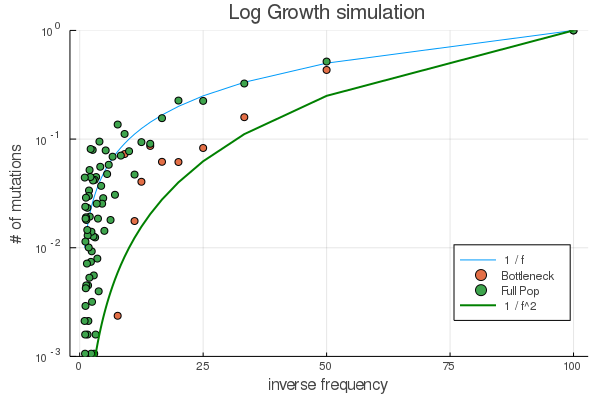 Log Growth simulation
# of mutations
10^0
10^-1
10^-2
10^-3
0
25
50
75
100
inverse frequency
1 / f
Bottleneck
Full Pop
1 / f^2